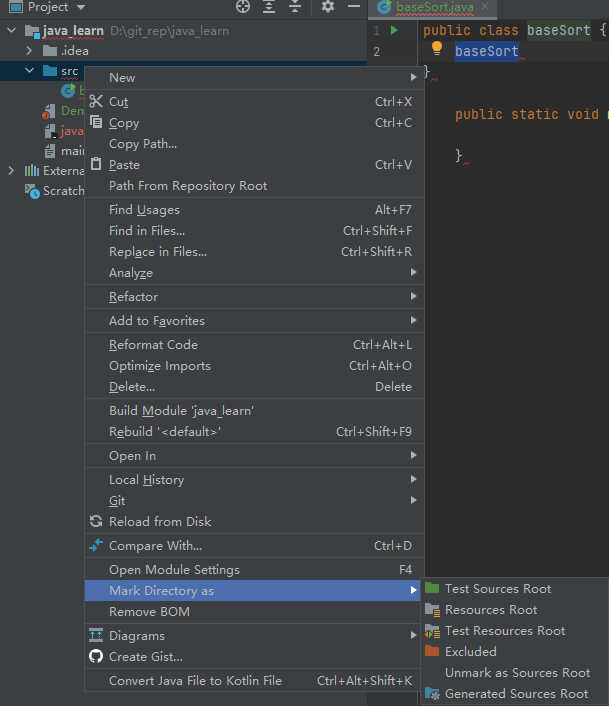 Project
java_learn D:\git_rep\java_learn
.idea
src
Den
java
main
Externa
Scratch
New
Cut Ctrl+X
Copy Ctrl+C
Copy Path...
Paste Ctrl+V
Path From Repository Root
Find Usages Alt+F7
Find in Files... Ctrl+Shift+F
Replace in Files... Ctrl+Shift+R
Analyze
Refactor
Add to Favorites
Reformat Code Ctrl+Alt+L
Optimize Imports Ctrl+Alt+O
Delete... Delete
Build Module 'java_learn'
Rebuild '<default>' Ctrl+Shift+F9
Open In
Local History
Git
Reload from Disk
Compare With... Ctrl+D
Open Module Settings F4
Mark Directory as
Remove BOM
Diagrams
Create Gist...
Convert Java File to Kotlin File Ctrl+Alt+Shift+K
Test Sources Root
Resources Root
Test Resources Root
Excluded
Unmark as Sources Root
Generated Sources Root
baseSort.java
1 public class baseSort {
2 baseSort
}
public static void
}